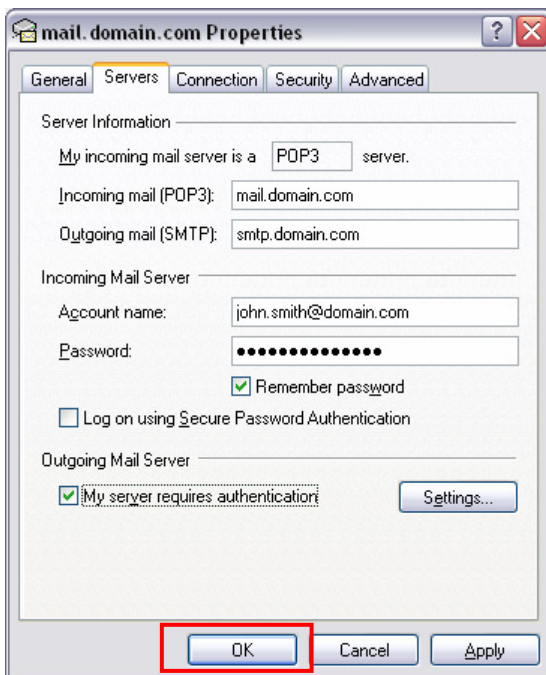 mail.domain.com Properties
General Servers Connection Security Advanced
Server Information
My incoming mail server is a POP3 server.
Incoming mail (POP3): mail.domain.com
Outgoing mail (SMTP): smtp.domain.com
Incoming Mail Server
Account name: john.smith@domain.com
Password: ●●●●●●●●●●●●●●
Remember password
Log on using Secure Password Authentication
Outgoing Mail Server
My server requires authentication Settings...
OK Cancel Apply